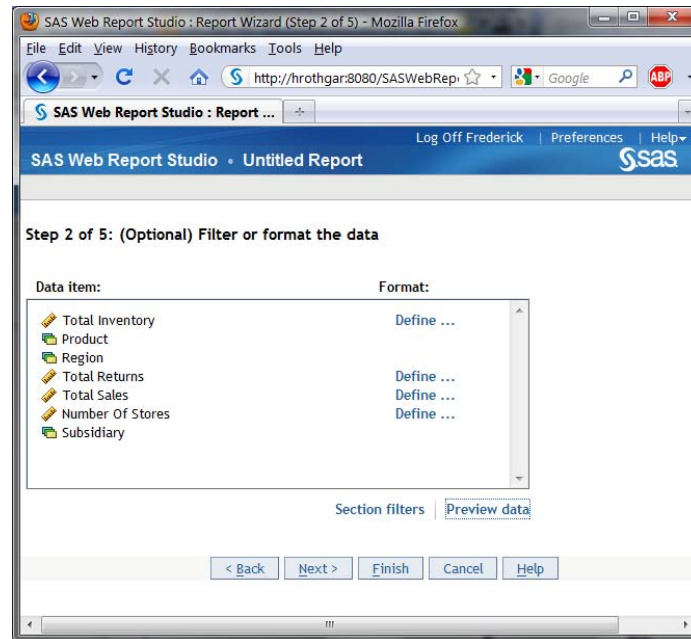 SAS Web Report Studio : Report Wizard (Step 2 of 5) - Mozilla Firefox
File Edit View History Bookmarks Tools Help
http://hrothgar:8080/SASWebRep Google ABP
SAS Web Report Studio : Report ...
Log Off Frederick | Preferences | Help
SAS Web Report Studio • Untitled Report sas
Step 2 of 5: (Optional) Filter or format the data
Data item: Format:
Total Inventory Define ...
Product
Region
Total Returns Define ...
Total Sales Define ...
Number Of Stores Define ...
Subsidiary
Section filters | Preview data
< Back Next > Finish Cancel Help